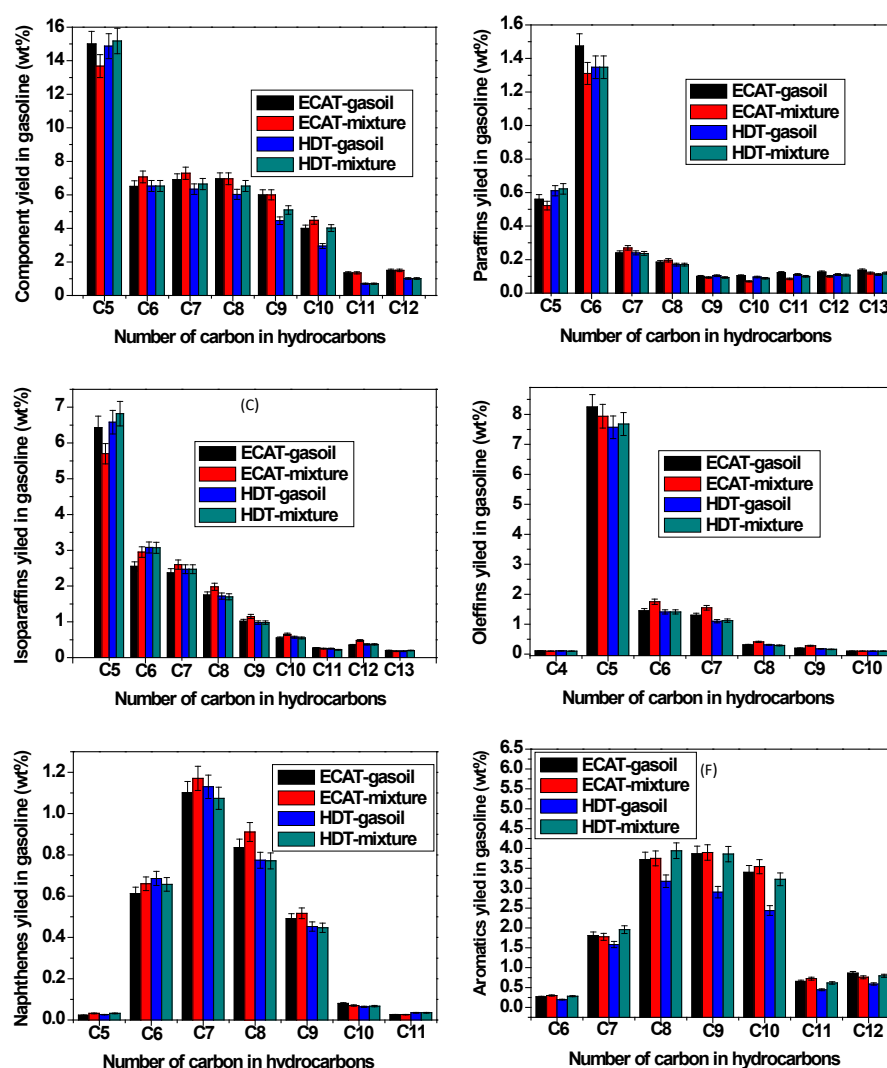 Component yield in gasoline (wt%)
16
14
12
10
8
6
4
2
0
ECAT-gasoil
ECAT-mixture
HDT-gasoil
HDT-mixture
C5 C6 C7 C8 C9 C10 C11 C12
Number of carbon in hydrocarbons
Paraffins yiled in gasoline (wt%)
1.6
1.4
1.2
1.0
0.8
0.6
0.4
0.2
0.0
ECAT-gasoil
ECAT-mixture
HDT-gasoil
HDT-mixture
C5 C6 C7 C8 C9 C10 C11 C12 C13
Number of carbon in hydrocarbons
Isoparaffins yiled in gasoline (wt%)
7
6
5
4
3
2
1
0
(C)
ECAT-gasoil
ECAT-mixture
HDT-gasoil
HDT-mixture
C5 C6 C7 C8 C9 C10 C11 C12 C13
Number of carbon in hydrocarbons
Oleffins yiled in gasoline (wt%)
8
7
6
5
4
3
2
1
0
ECAT-gasoil
ECAT-mixture
HDT-gasoil
HDT-mixture
C4 C5 C6 C7 C8 C9 C10
Number of carbon in hydrocarbons
Naphthenes yiled in gasoline (wt%)
1.2
1.0
0.8
0.6
0.4
0.2
0.0
ECAT-gasoil
ECAT-mixture
HDT-gasoil
HDT-mixture
C5 C6 C7 C8 C9 C10 C11
Number of carbon in hydrocarbons
Aromatics yiled in gasoline (wt%)
6.5
6.0
5.5
5.0
4.5
4.0
3.5
3.0
2.5
2.0
1.5
1.0
0.5
0.0
ECAT-gasoil
(F)
ECAT-mixture
HDT-gasoil
HDT-mixture
C6 C7 C8 C9 C10 C11 C12
Number of carbon in hydrocarbons